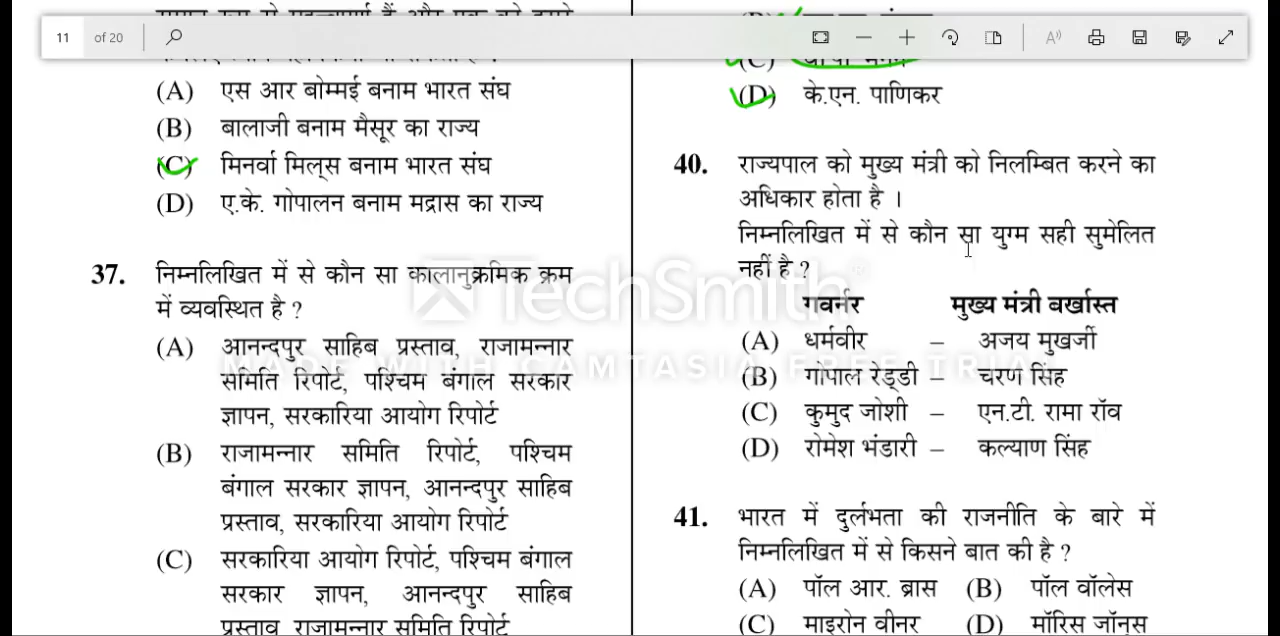 11 of 20
(A) एस आर बोम्मई बनाम भारत संघ
(B) बालाजी बनाम मैसूर का राज्य
(C) मिनर्वा मिल्स बनाम भारत संघ
(D) ए.के. गोपालन बनाम मद्रास का राज्य
37. निम्नलिखित में से कौन सा कालानुक्रमिक क्रम
में व्यवस्थित है ?
(A) आनन्दपुर साहिब प्रस्ताव, राजामन्नार
समिति रिपोर्ट, पश्चिम बंगाल सरकार
ज्ञापन, सरकारिया आयोग रिपोर्ट
(B) राजामन्नार समिति रिपोर्ट, पश्चिम
बंगाल सरकार ज्ञापन, आनन्दपुर साहिब
प्रस्ताव, सरकारिया आयोग रिपोर्ट
(C) सरकारिया आयोग रिपोर्ट, पश्चिम बंगाल
सरकार ज्ञापन, आनन्दपुर साहिब
प्रस्ताव, राजामन्नार समिति रिपोर्ट
(C)
(D) के.एन. पाणिकर
40. राज्यपाल को मुख्य मंत्री को निलम्बित करने का
अधिकार होता है ।
निम्नलिखित में से कौन सा युग्म सही सुमेलित
नहीं है ?
गवर्नर मुख्य मंत्री बर्खास्त
(A) धर्मवीर – अजय मुखर्जी
(B) गोपाल रेड्डी – चरण सिंह
(C) कुमुद जोशी – एन.टी. रामा रॉव
(D) रोमेश भंडारी – कल्याण सिंह
41. भारत में दुर्लभता की राजनीति के बारे में
निम्नलिखित में से किसने बात की है ?
(A) पॉल आर. ब्रास (B) पॉल वॉलेस
(C) माइरोन वीनर (D) मॉरिस जॉनस
TechSmith
MADE WITH CAMTASIA FREE TRIAL